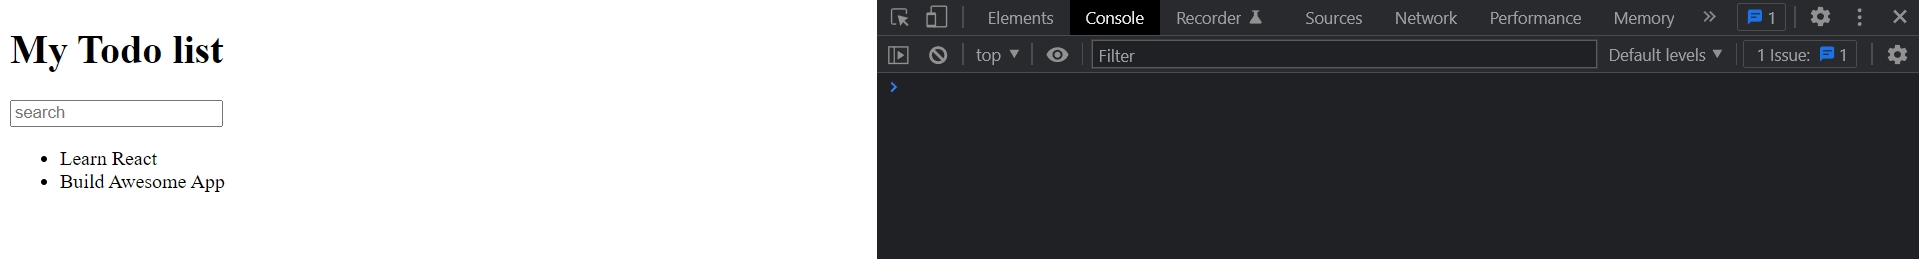 My Todo list
search
Learn React
Build Awesome App
Elements Console Recorder Sources Network Performance Memory 1
top Filter Default levels 1 Issue: 1